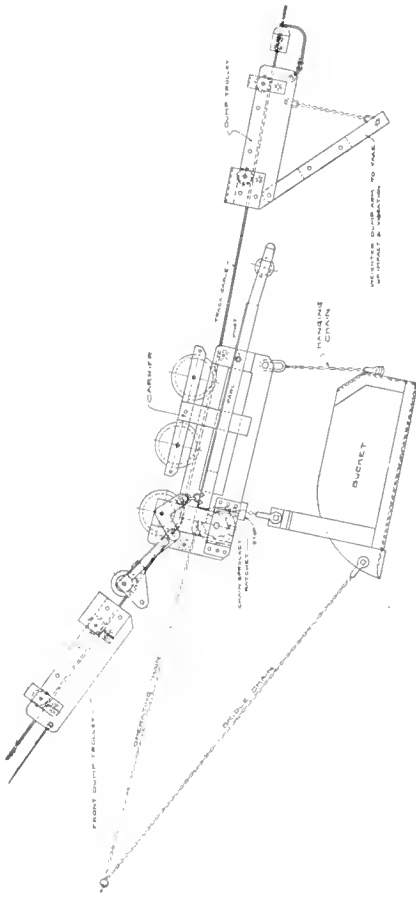 DUMP TROLLEY
WEIGHTED DUMP ARM TO TAKE
UP IMPACT & VIBRATION
TRACK CABLE
CARRIER
PAWL
HANGING
CHAIN
BUCKET
CHAIN SPROCKET
RATCHET
STOP
FRONT DUMP TROLLEY
OPERATING CHAIN
BRIDLE CHAIN